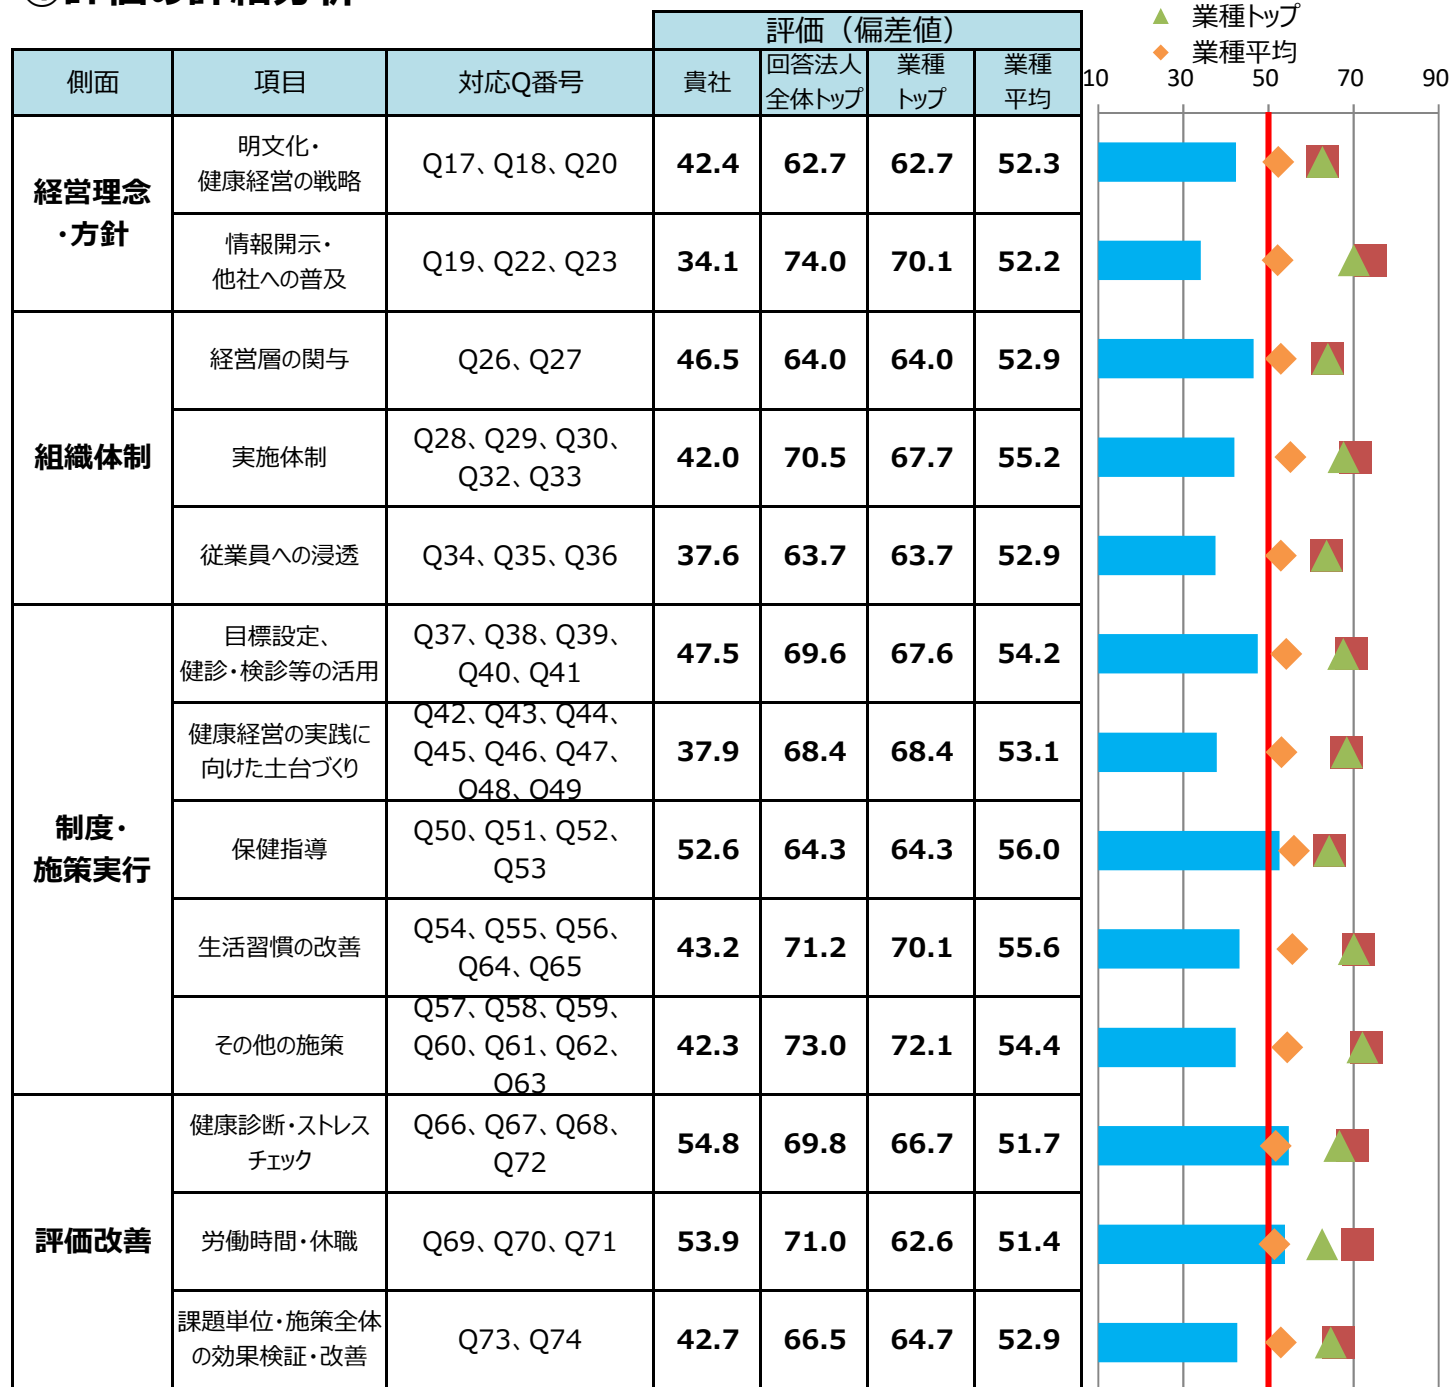 評価の詳細分析
▲ 業種トップ
◆ 業種平均
評価（偏差値）
側面 項目 対応Q番号 貴社 回答法人全体トップ 業種トップ 業種平均
10 30 50 70 90
経営理念・方針
明文化・健康経営の戦略 Q17、Q18、Q20 42.4 62.7 62.7 52.3
情報開示・他社への普及 Q19、Q22、Q23 34.1 74.0 70.1 52.2
組織体制
経営層の関与 Q26、Q27 46.5 64.0 64.0 52.9
実施体制 Q28、Q29、Q30、Q32、Q33 42.0 70.5 67.7 55.2
従業員への浸透 Q34、Q35、Q36 37.6 63.7 63.7 52.9
制度・施策実行
目標設定、健診・検診等の活用 Q37、Q38、Q39、Q40、Q41 47.5 69.6 67.6 54.2
健康経営の実践に向けた土台づくり Q42、Q43、Q44、Q45、Q46、Q47、Q48、Q49 37.9 68.4 68.4 53.1
保健指導 Q50、Q51、Q52、Q53 52.6 64.3 64.3 56.0
生活習慣の改善 Q54、Q55、Q56、Q64、Q65 43.2 71.2 70.1 55.6
その他の施策 Q57、Q58、Q59、Q60、Q61、Q62、Q63 42.3 73.0 72.1 54.4
評価改善
健康診断・ストレスチェック Q66、Q67、Q68、Q72 54.8 69.8 66.7 51.7
労働時間・休職 Q69、Q70、Q71 53.9 71.0 62.6 51.4
課題単位・施策全体の効果検証・改善 Q73、Q74 42.7 66.5 64.7 52.9